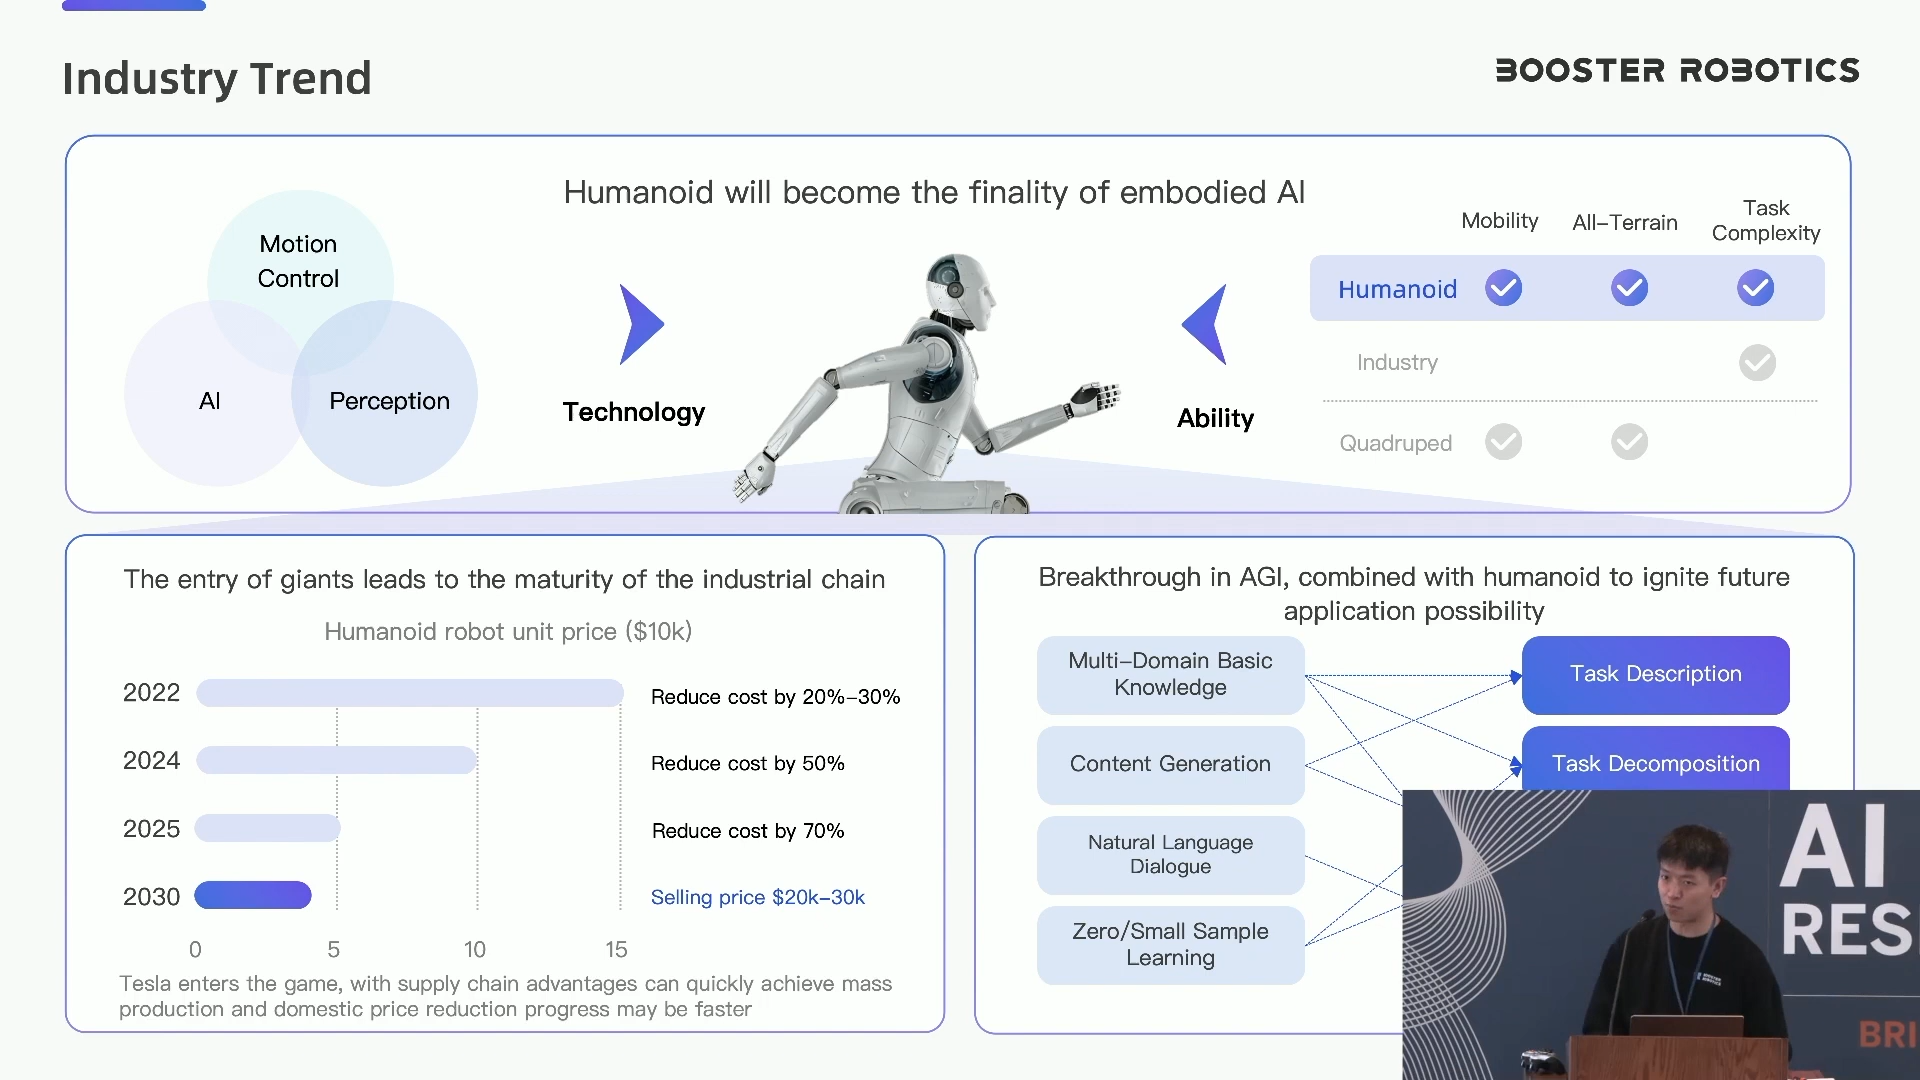 Industry Trend
BOOSTER ROBOTICS
Humanoid will become the finality of embodied AI
Motion
Control
AI
Perception
Technology
Ability
Mobility
All-Terrain
Task
Complexity
Humanoid
Industry
Quadruped
The entry of giants leads to the maturity of the industrial chain
Humanoid robot unit price ($10k)
2022
Reduce cost by 20%-30%
2024
Reduce cost by 50%
2025
Reduce cost by 70%
2030
Selling price $20k-30k
0
5
10
15
Tesla enters the game, with supply chain advantages can quickly achieve mass
production and domestic price reduction progress may be faster
Breakthrough in AGI, combined with humanoid to ignite future
application possibility
Multi-Domain Basic
Knowledge
Content Generation
Natural Language
Dialogue
Zero/Small Sample
Learning
Task Description
Task Decomposition
AI
RES
BRI
BOOSTER
ROBOTICS